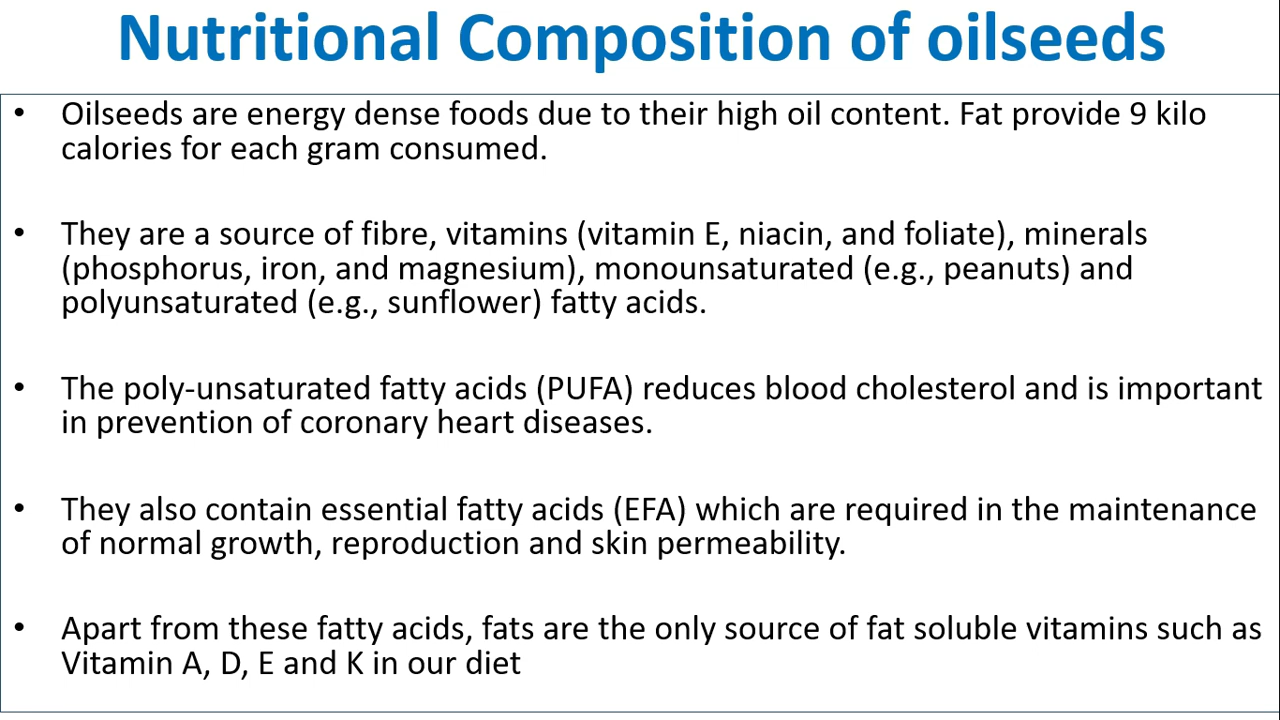 Nutritional Composition of oilseeds
• Oilseeds are energy dense foods due to their high oil content. Fat provide 9 kilo
calories for each gram consumed.
• They are a source of fibre, vitamins (vitamin E, niacin, and foliate), minerals
(phosphorus, iron, and magnesium), monounsaturated (e.g., peanuts) and
polyunsaturated (e.g., sunflower) fatty acids.
• The poly-unsaturated fatty acids (PUFA) reduces blood cholesterol and is important
in prevention of coronary heart diseases.
• They also contain essential fatty acids (EFA) which are required in the maintenance
of normal growth, reproduction and skin permeability.
• Apart from these fatty acids, fats are the only source of fat soluble vitamins such as
Vitamin A, D, E and K in our diet